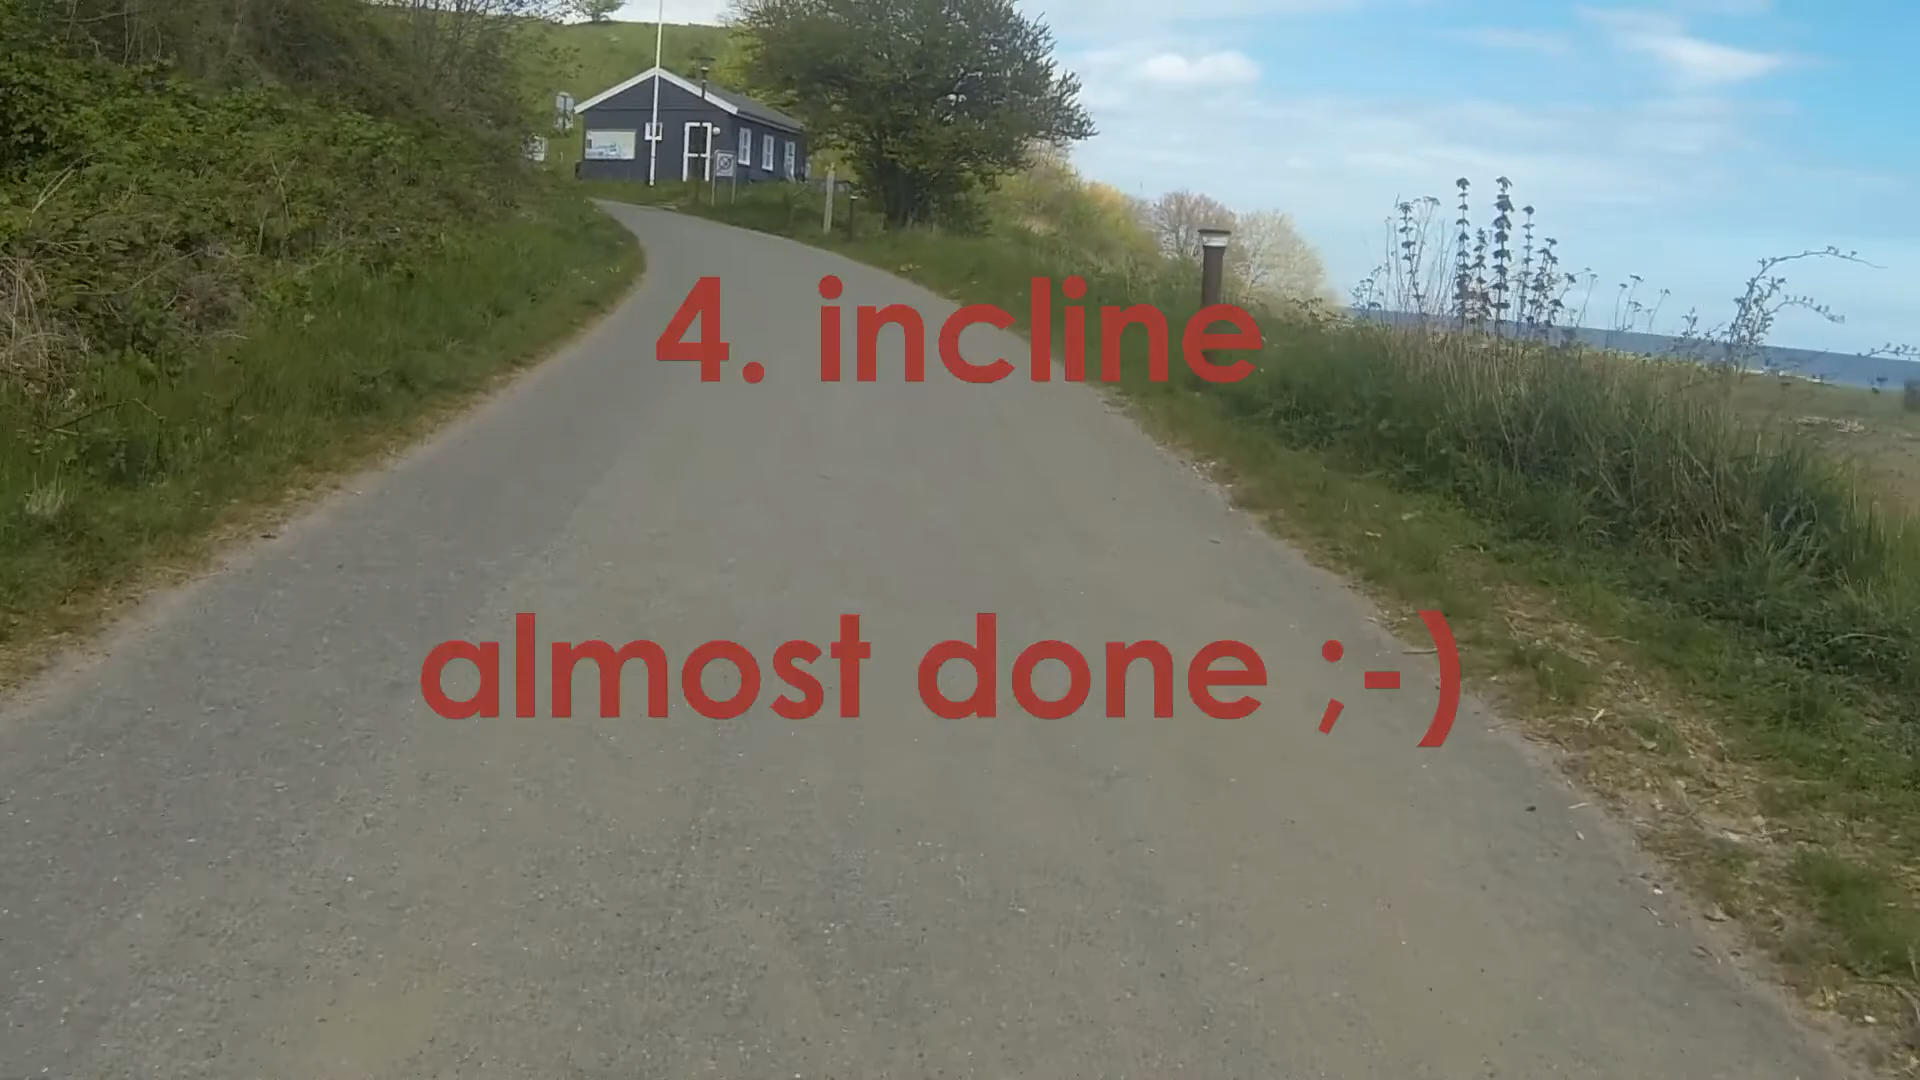 4. incline
almost done ;-)